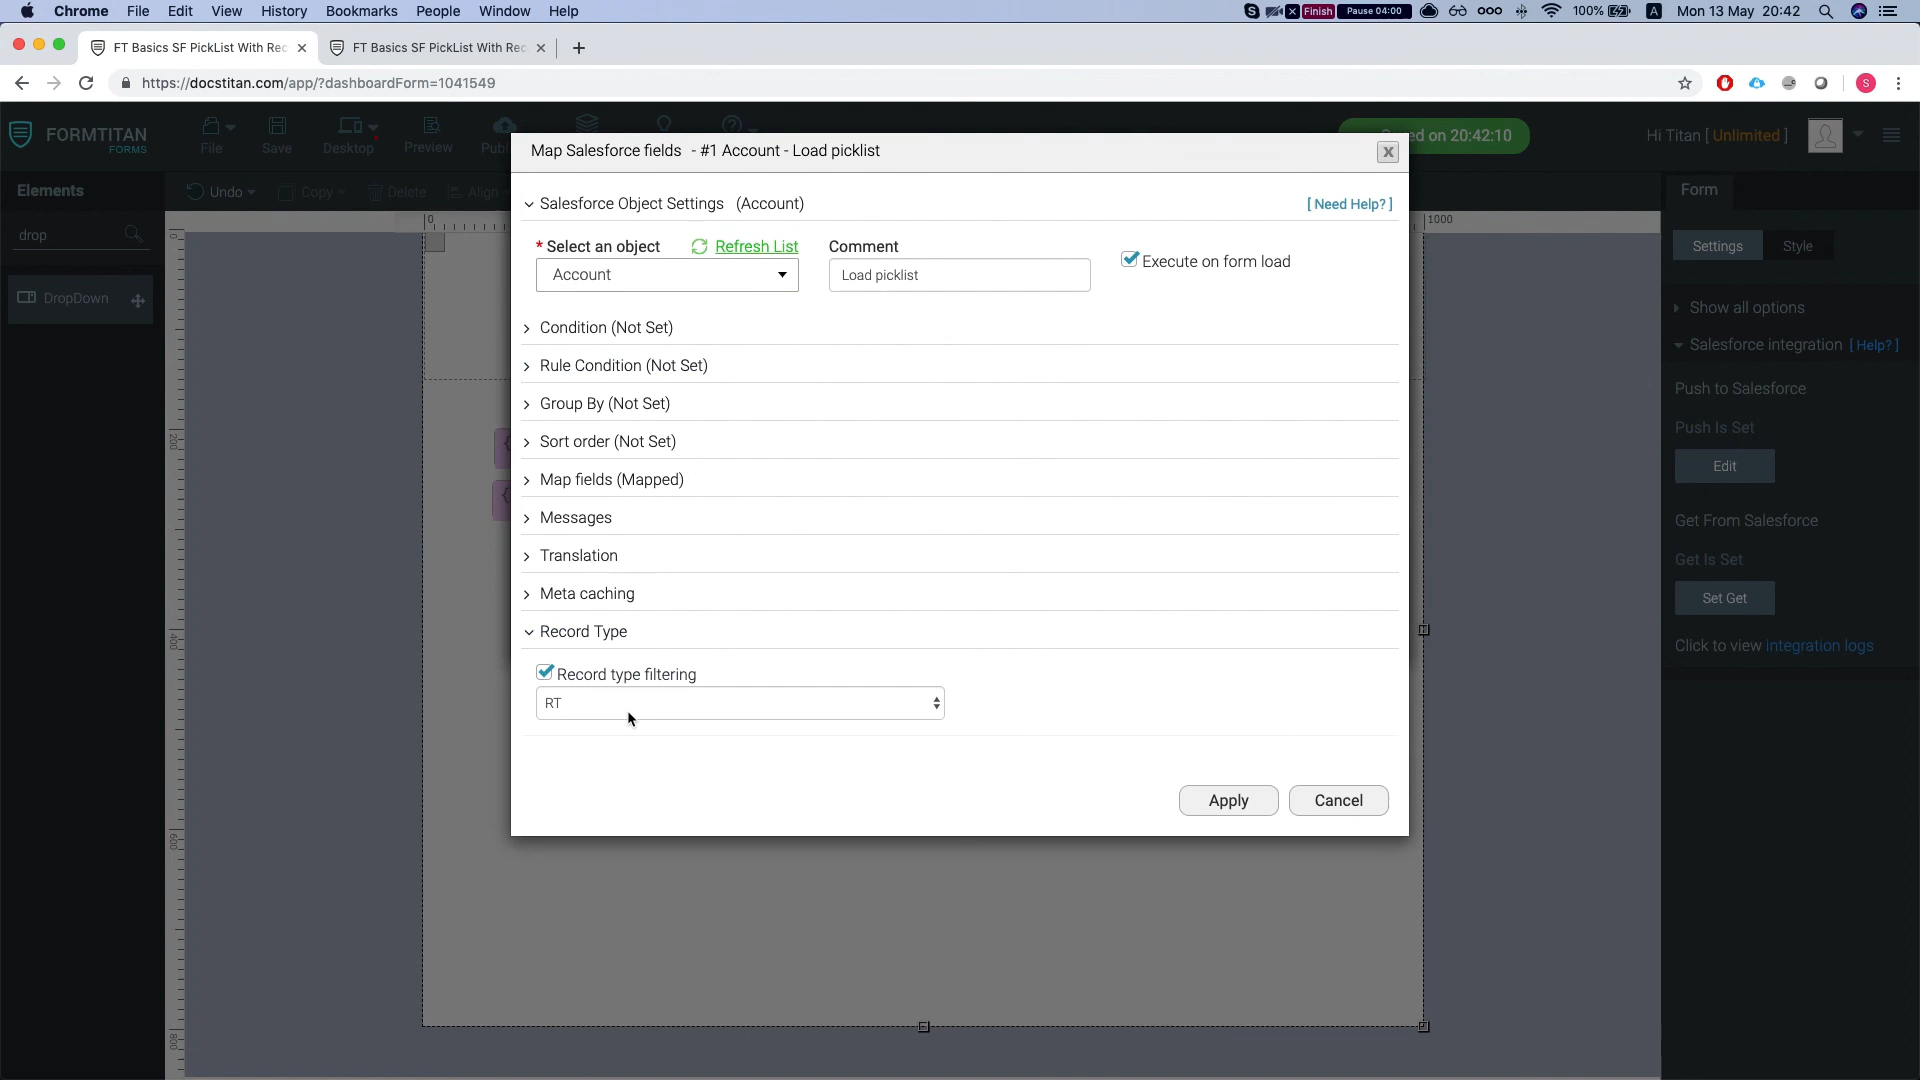 Chrome File Edit View History Bookmarks People Window Help
Finish Pause 04:00 100% A Mon 13 May 20:42
FT Basics SF PickList With Rec
FT Basics SF PickList With Rec
https://docstitan.com/app/?dashboardForm=1041549
S
FORMTITAN
FORMS
File
Save
Desktop
Preview
Map Salesforce fields - #1 Account - Load picklist
X
on 20:42:10
Hi Titan [ Unlimited ]
Elements
Undo
Copy
Delete
Align
Form
drop
DropDown
0
1000
200
400
600
800
Salesforce Object Settings (Account)
[ Need Help? ]
* Select an object
Refresh List
Comment
Account
Load picklist
Execute on form load
Condition (Not Set)
Rule Condition (Not Set)
Group By (Not Set)
Sort order (Not Set)
Map fields (Mapped)
Messages
Translation
Meta caching
Record Type
Record type filtering
RT
Apply
Cancel
Settings
Style
Show all options
Salesforce integration [ Help? ]
Push to Salesforce
Push Is Set
Edit
Get From Salesforce
Get Is Set
Set Get
Click to view integration logs